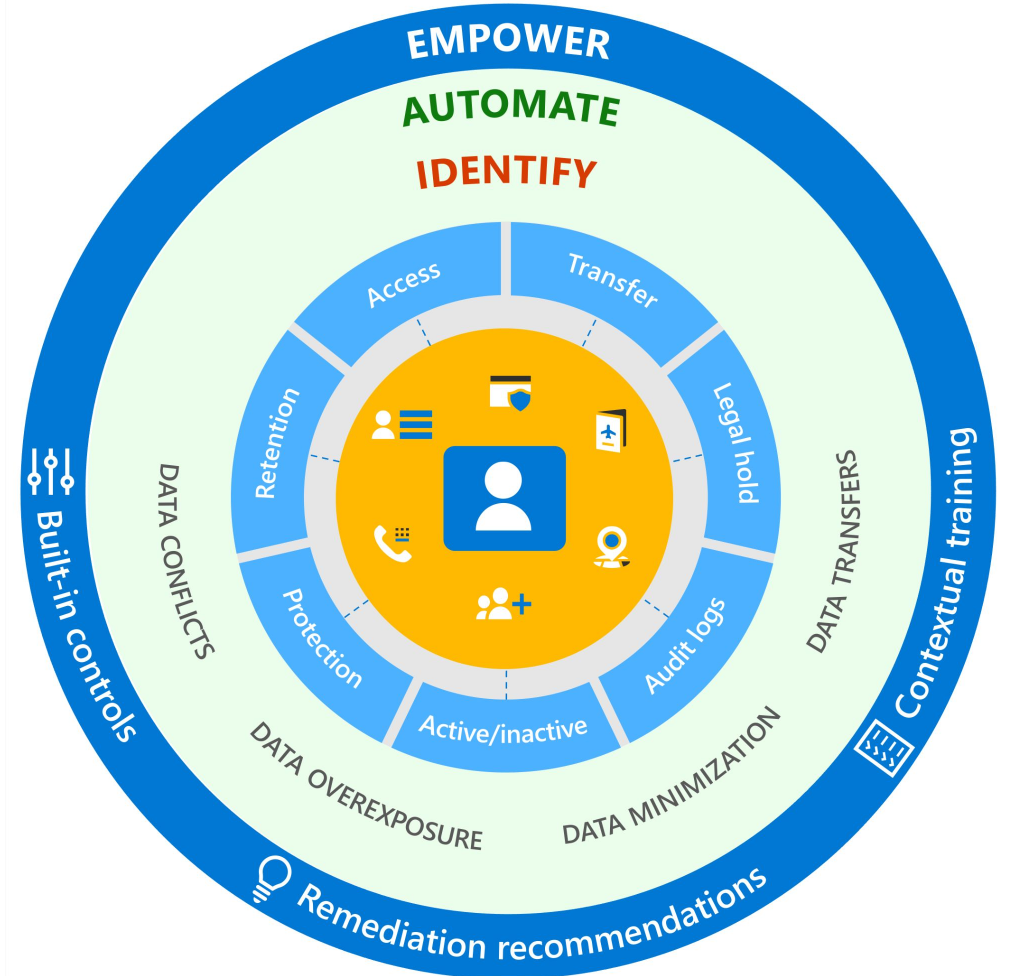 EMPOWER
AUTOMATE
IDENTIFY
Access
Transfer
Retention
Legal hold
Protection
Audit logs
Active/inactive
DATA CONFLICTS
DATA TRANSFERS
DATA OVEREXPOSURE
DATA MINIMIZATION
Built-in controls
Contextual training
Remediation recommendations